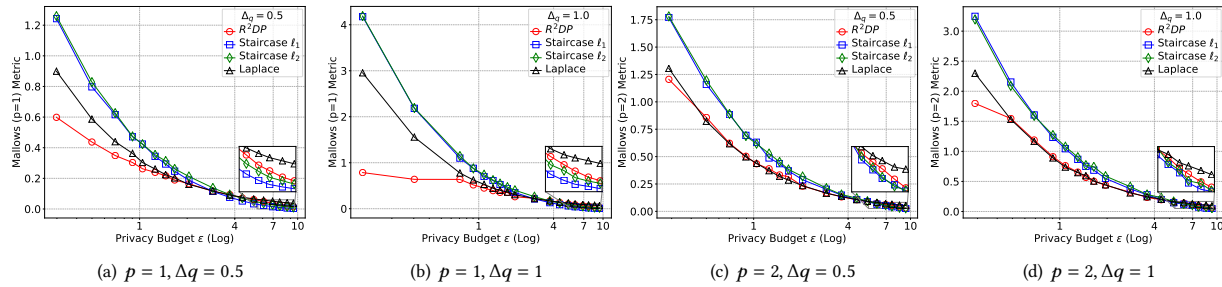 Δq = 0.5
R²DP
Staircase ℓ₁
Staircase ℓ₂
Laplace
Mallows (p=1) Metric
1.2
1.0
0.8
0.6
0.4
0.2
0.0
1
4
7
10
Privacy Budget ε (Log)
(a) p = 1, Δq = 0.5
Δq = 1.0
R²DP
Staircase ℓ₁
Staircase ℓ₂
Laplace
Mallows (p=1) Metric
4
3
2
1
0
1
4
7
10
Privacy Budget ε (Log)
(b) p = 1, Δq = 1
Δq = 0.5
R²DP
Staircase ℓ₁
Staircase ℓ₂
Laplace
Mallows (p=2) Metric
1.75
1.50
1.25
1.00
0.75
0.50
0.25
0.00
1
4
7
10
Privacy Budget ε (Log)
(c) p = 2, Δq = 0.5
Δq = 1.0
R²DP
Staircase ℓ₁
Staircase ℓ₂
Laplace
Mallows (p=2) Metric
3.0
2.5
2.0
1.5
1.0
0.5
0.0
1
4
7
10
Privacy Budget ε (Log)
(d) p = 2, Δq = 1